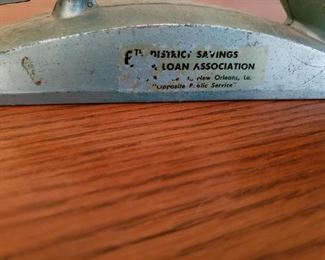 6TH DISTRICT SAVINGS
LOAN ASSOCIATION
New Orleans, La.
"Opposite Public Service"